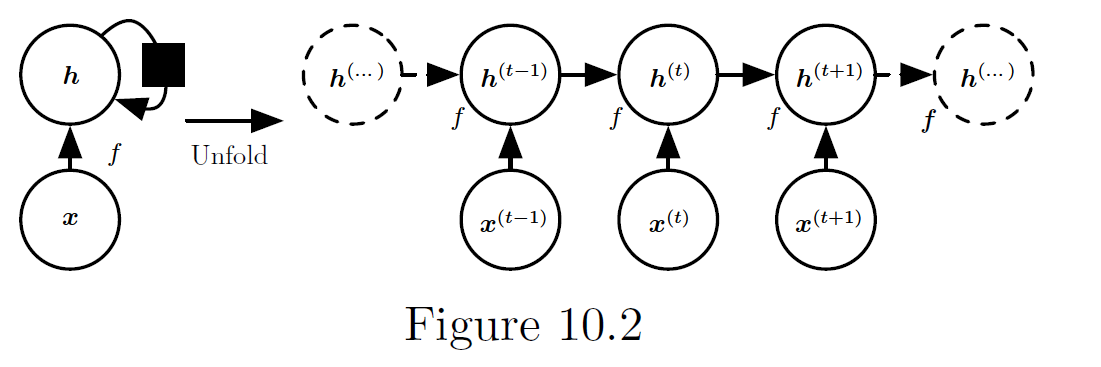 h h^(... ) h^(t−1) h^(t) h^(t+1) h^(... )
f f f f
f
Unfold
x x^(t−1) x^(t) x^(t+1)
Figure 10.2